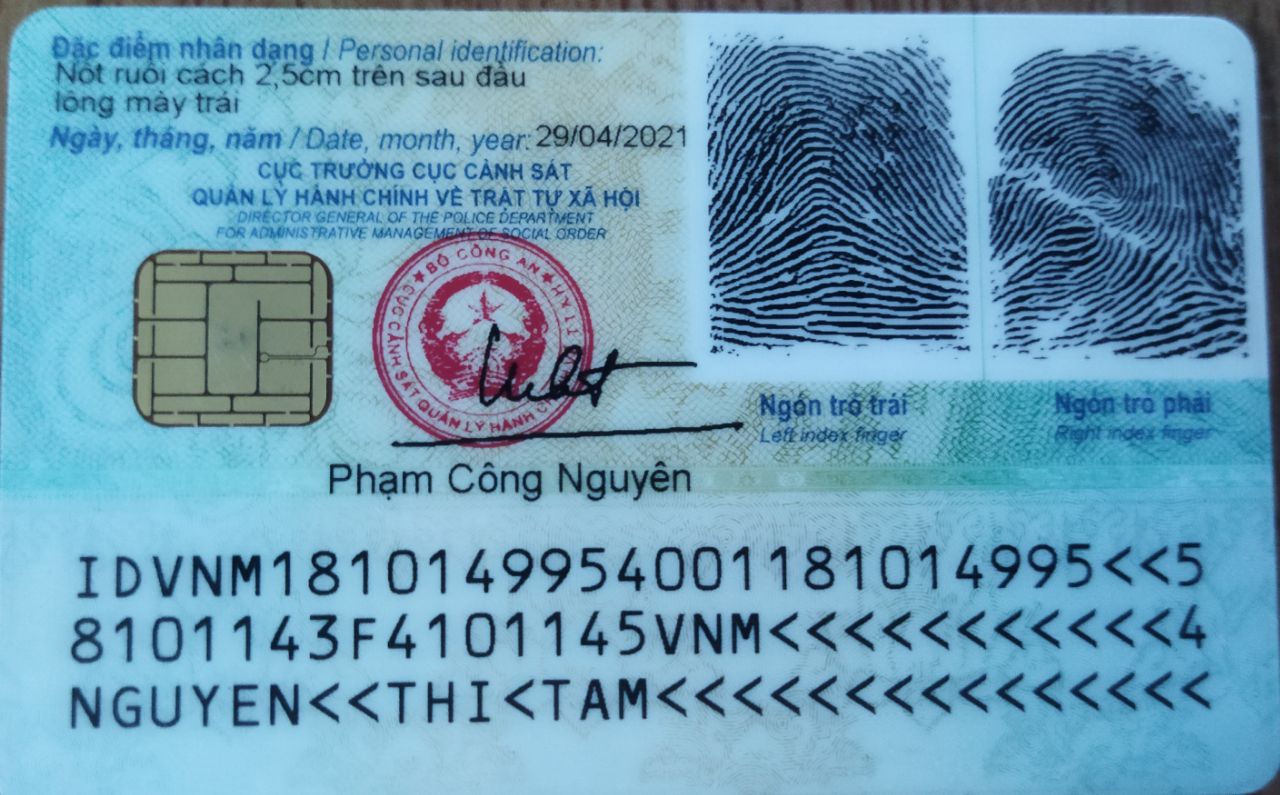 Đặc điểm nhân dạng / Personal identification:
Nốt ruồi cách 2,5cm trên sau đầu
lông mày trái
Ngày, tháng, năm / Date, month, year: 29/04/2021
CỤC TRƯỞNG CỤC CẢNH SÁT
QUẢN LÝ HÀNH CHÍNH VỀ TRẬT TỰ XÃ HỘI
DIRECTOR GENERAL OF THE POLICE DEPARTMENT
FOR ADMINISTRATIVE MANAGEMENT OF SOCIAL ORDER
BỘ CÔNG AN
CỤC CẢNH SÁT QUẢN LÝ HÀNH
Ngón trỏ trái
Left index finger
Ngón trỏ phải
Right index finger
Phạm Công Nguyên
IDVNM1810149954001181014995<<5
8101143F4101145VNM<<<<<<<<<<<4
NGUYEN<<THI<TAM<<<<<<<<<<<<<<<